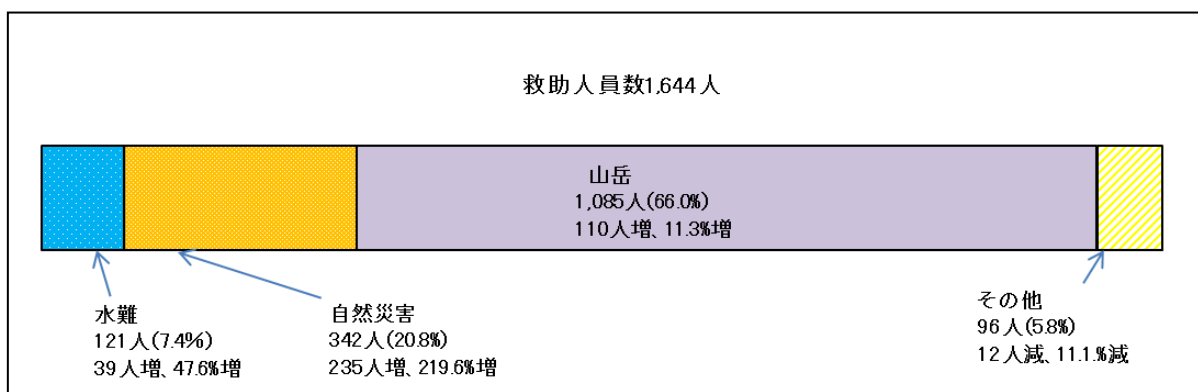 救助人員数1,644人
山岳
1,085人(66.0%)
110人増、11.3%増
水難
121人(7.4%)
39人増、47.6%増
自然災害
342人(20.8%)
235人増、219.6%増
その他
96人(5.8%)
12人減、11.1.%減